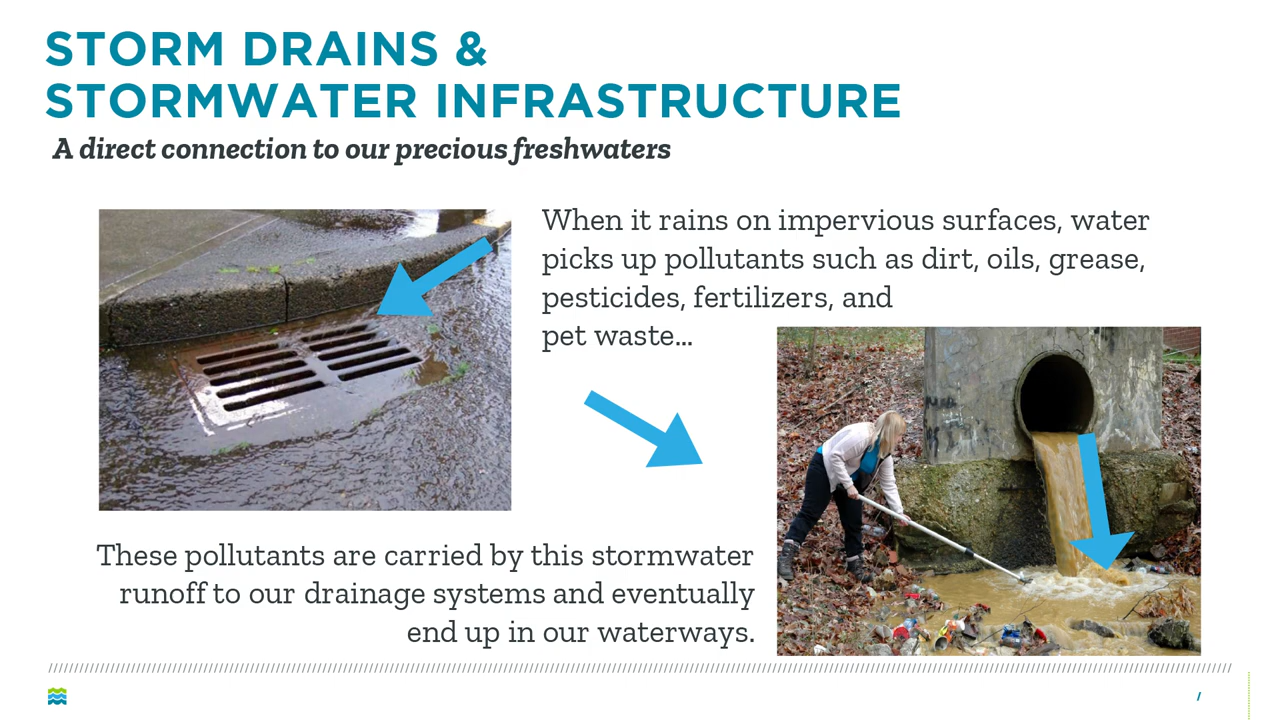 STORM DRAINS &
STORMWATER INFRASTRUCTURE
A direct connection to our precious freshwaters
When it rains on impervious surfaces, water
picks up pollutants such as dirt, oils, grease,
pesticides, fertilizers, and
pet waste...
These pollutants are carried by this stormwater
runoff to our drainage systems and eventually
end up in our waterways.